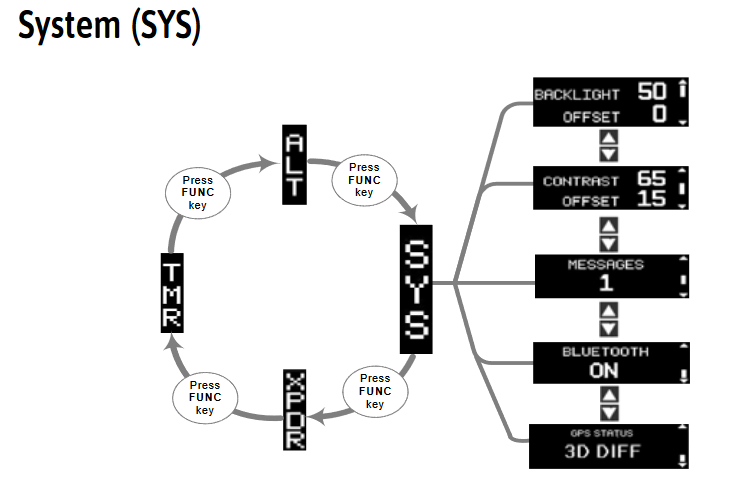 System (SYS)
BACKLIGHT 50
OFFSET 0
ALT
Press
FUNC
key
Press
FUNC
key
CONTRAST 65
OFFSET 15
SYS
MESSAGES
1
TMR
BLUETOOTH
ON
Press
FUNC
key
Press
FUNC
key
XPDR
GPS STATUS
3D DIFF